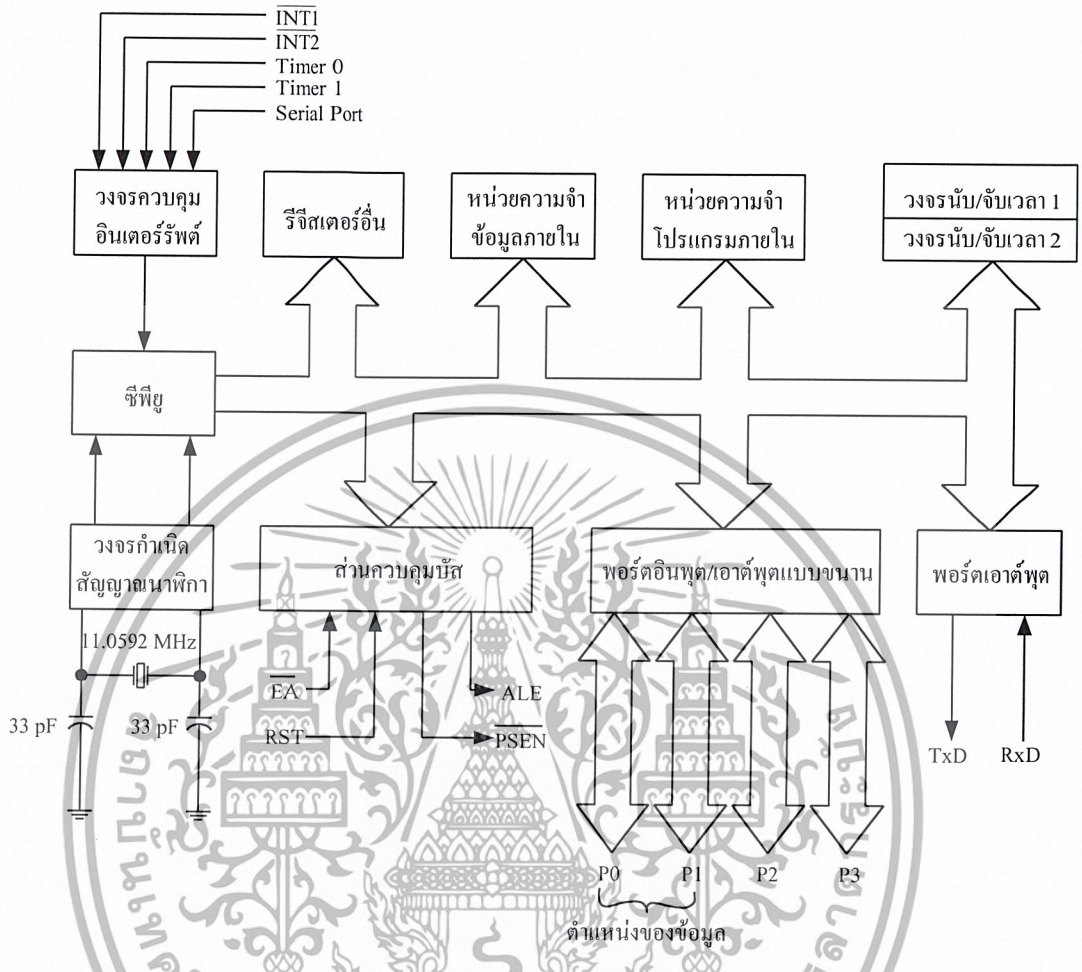 INT1
INT2
Timer 0
Timer 1
Serial Port
วงจรควบคุม
อินเตอร์รัพต์
รีจีสเตอร์อื่น
หน่วยความจำ
ข้อมูลภายใน
หน่วยความจำ
โปรแกรมภายใน
วงจรนับ/จับเวลา 1
วงจรนับ/จับเวลา 2
ซีพียู
วงจรกำเนิด
สัญญาณนาฬิกา
ส่วนควบคุมบัส
พอร์ตอินพุต/เอาต์พุตแบบขนาน
พอร์ตเอาต์พุต
11.0592 MHz
33 pF
33 pF
EA
RST
ALE
PSEN
TxD
RxD
P0
P1
P2
P3
ตำแหน่งของข้อมูล